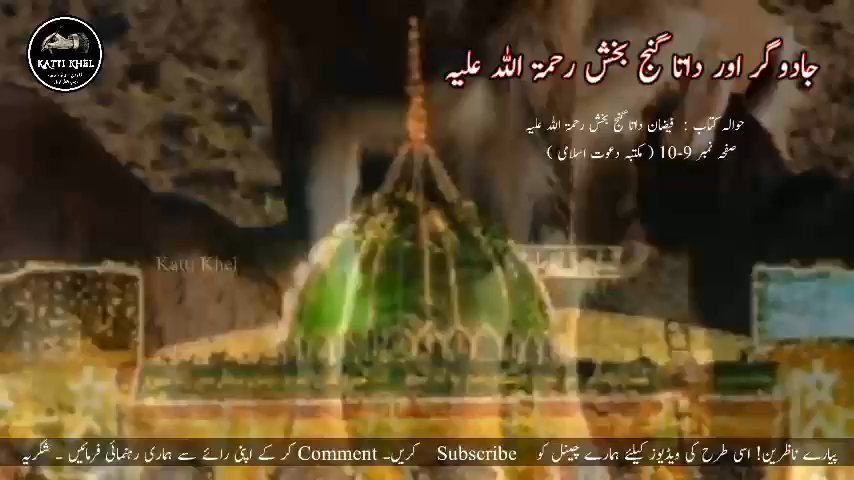 KATTI KHEL
جادو گر اور داتا گنج بخش رحمۃ اللہ علیہ
حوالہ کتاب : فیضان داتا گنج بخش رحمۃ اللہ علیہ
صفحہ نمبر 9-10 ( مکتبہ دعوت اسلامی )
Katti Khel
پیارے ناظرین! اسی طرح کی ویڈیوز کیلئے ہمارے چینل کو Subscribe کریں۔ Comment کر کے اپنی رائے سے ہماری رہنمائی فرمائیں ۔ شکریہ